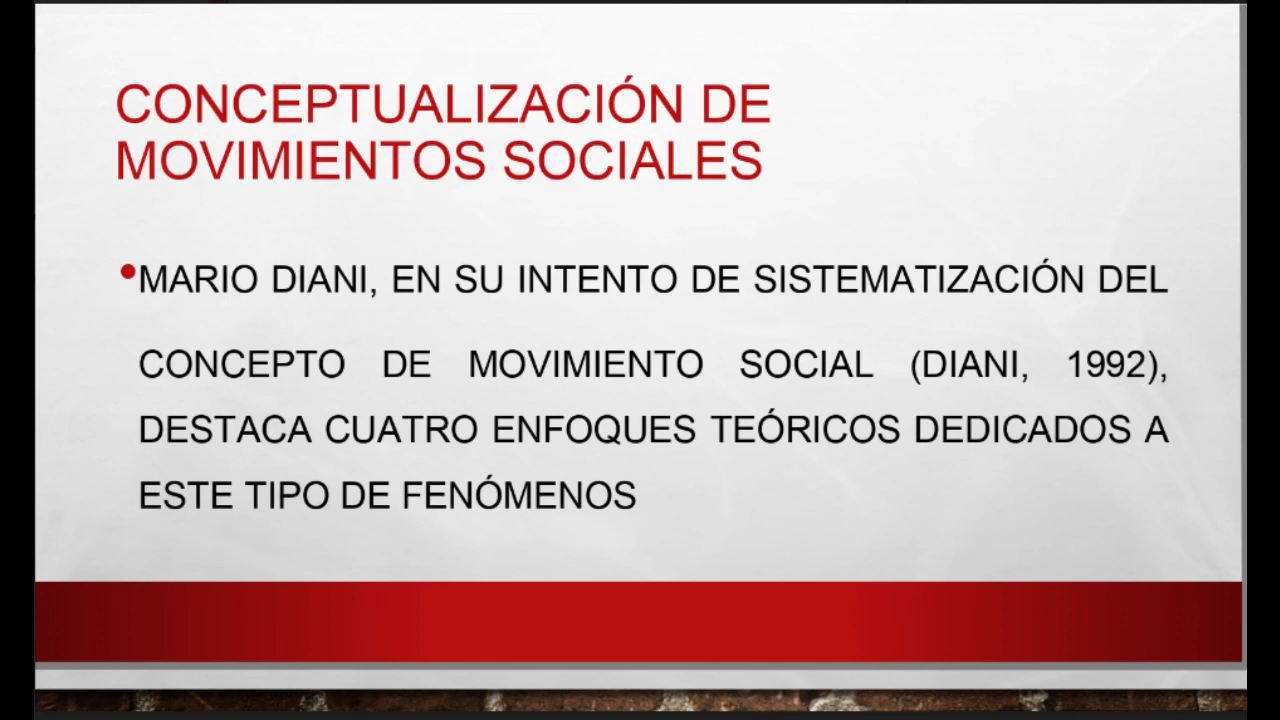 CONCEPTUALIZACIÓN DE
MOVIMIENTOS SOCIALES
•MARIO DIANI, EN SU INTENTO DE SISTEMATIZACIÓN DEL
CONCEPTO DE MOVIMIENTO SOCIAL (DIANI, 1992),
DESTACA CUATRO ENFOQUES TEÓRICOS DEDICADOS A
ESTE TIPO DE FENÓMENOS